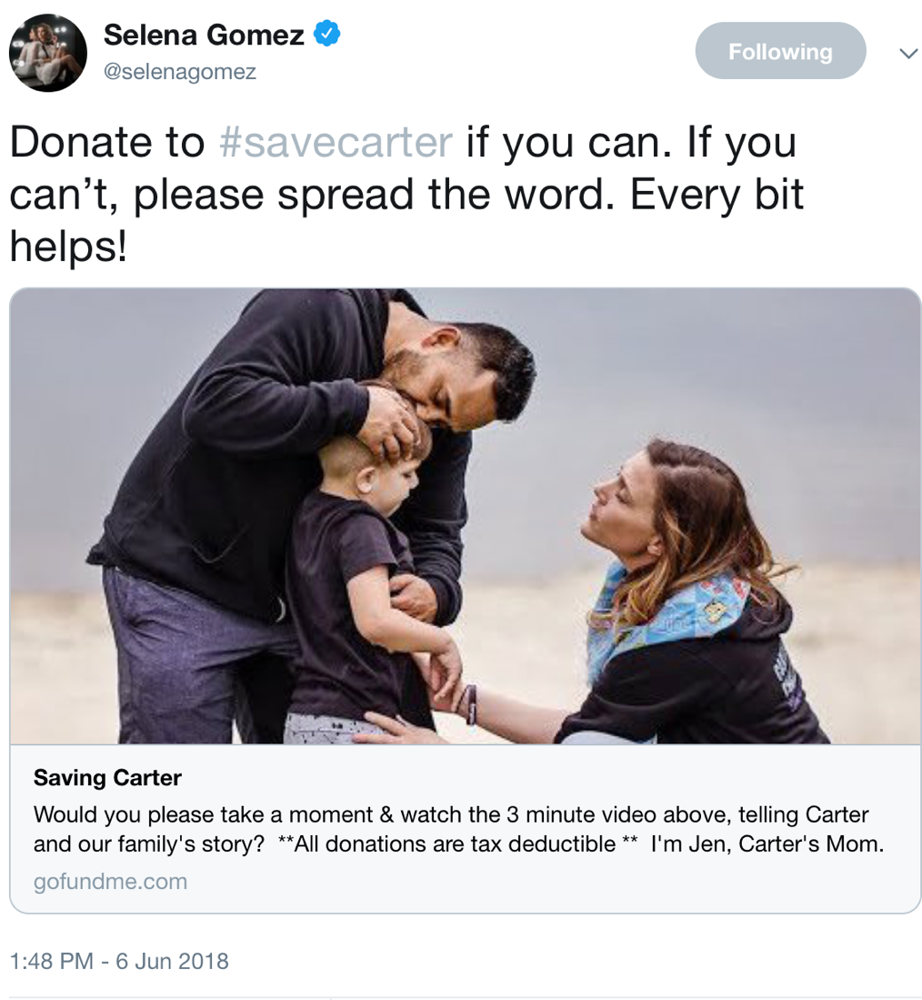 Selena Gomez
@selenagomez
Following
Donate to #savecarter if you can. If you
can’t, please spread the word. Every bit
helps!
Saving Carter
Would you please take a moment & watch the 3 minute video above, telling Carter
and our family's story?  **All donations are tax deductible **  I'm Jen, Carter's Mom.
gofundme.com
1:48 PM - 6 Jun 2018